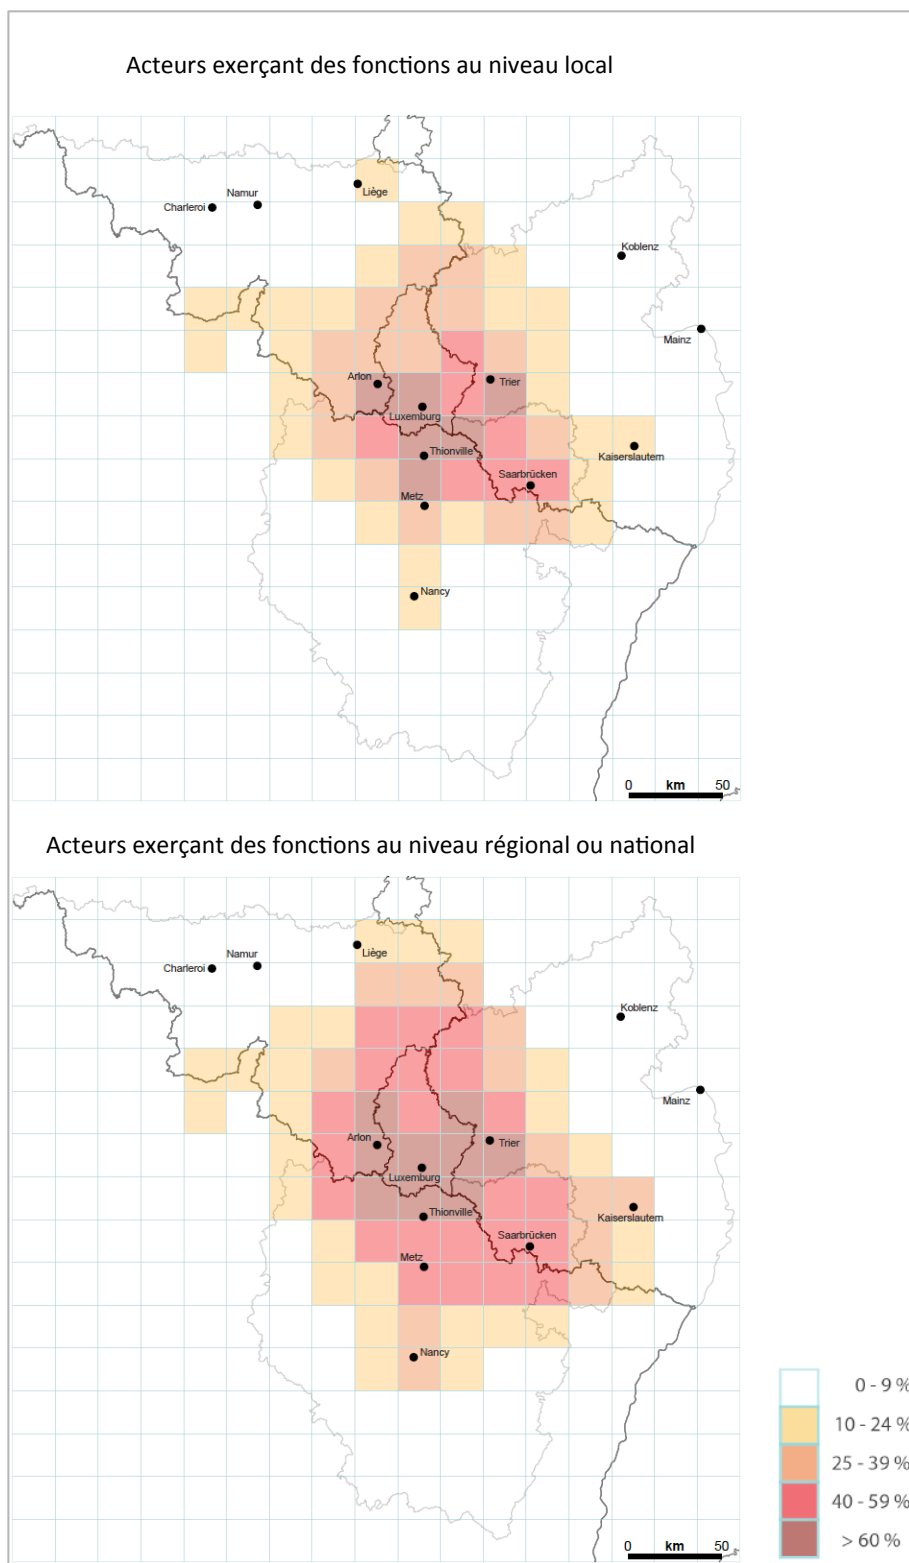 Acteurs exerçant des fonctions au niveau local
Liège
Namur
Charleroi
Koblenz
Mainz
Arlon
Trier
Luxemburg
Thionville
Kaiserslautern
Saarbrücken
Metz
Nancy
0 km 50
Acteurs exerçant des fonctions au niveau régional ou national
Liège
Namur
Charleroi
Koblenz
Mainz
Arlon
Trier
Luxemburg
Thionville
Kaiserslautern
Saarbrücken
Metz
Nancy
0 - 9 %
10 - 24 %
25 - 39 %
40 - 59 %
> 60 %
0 km 50